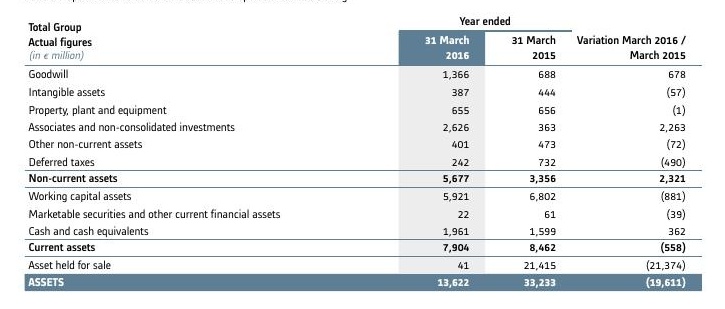 Total Group
Actual figures
(in € million)
Year ended
31 March 2016
31 March 2015
Variation March 2016 / March 2015
Goodwill 1,366 688 678
Intangible assets 387 444 (57)
Property, plant and equipment 655 656 (1)
Associates and non-consolidated investments 2,626 363 2,263
Other non-current assets 401 473 (72)
Deferred taxes 242 732 (490)
Non-current assets 5,677 3,356 2,321
Working capital assets 5,921 6,802 (881)
Marketable securities and other current financial assets 22 61 (39)
Cash and cash equivalents 1,961 1,599 362
Current assets 7,904 8,462 (558)
Asset held for sale 41 21,415 (21,374)
ASSETS 13,622 33,233 (19,611)